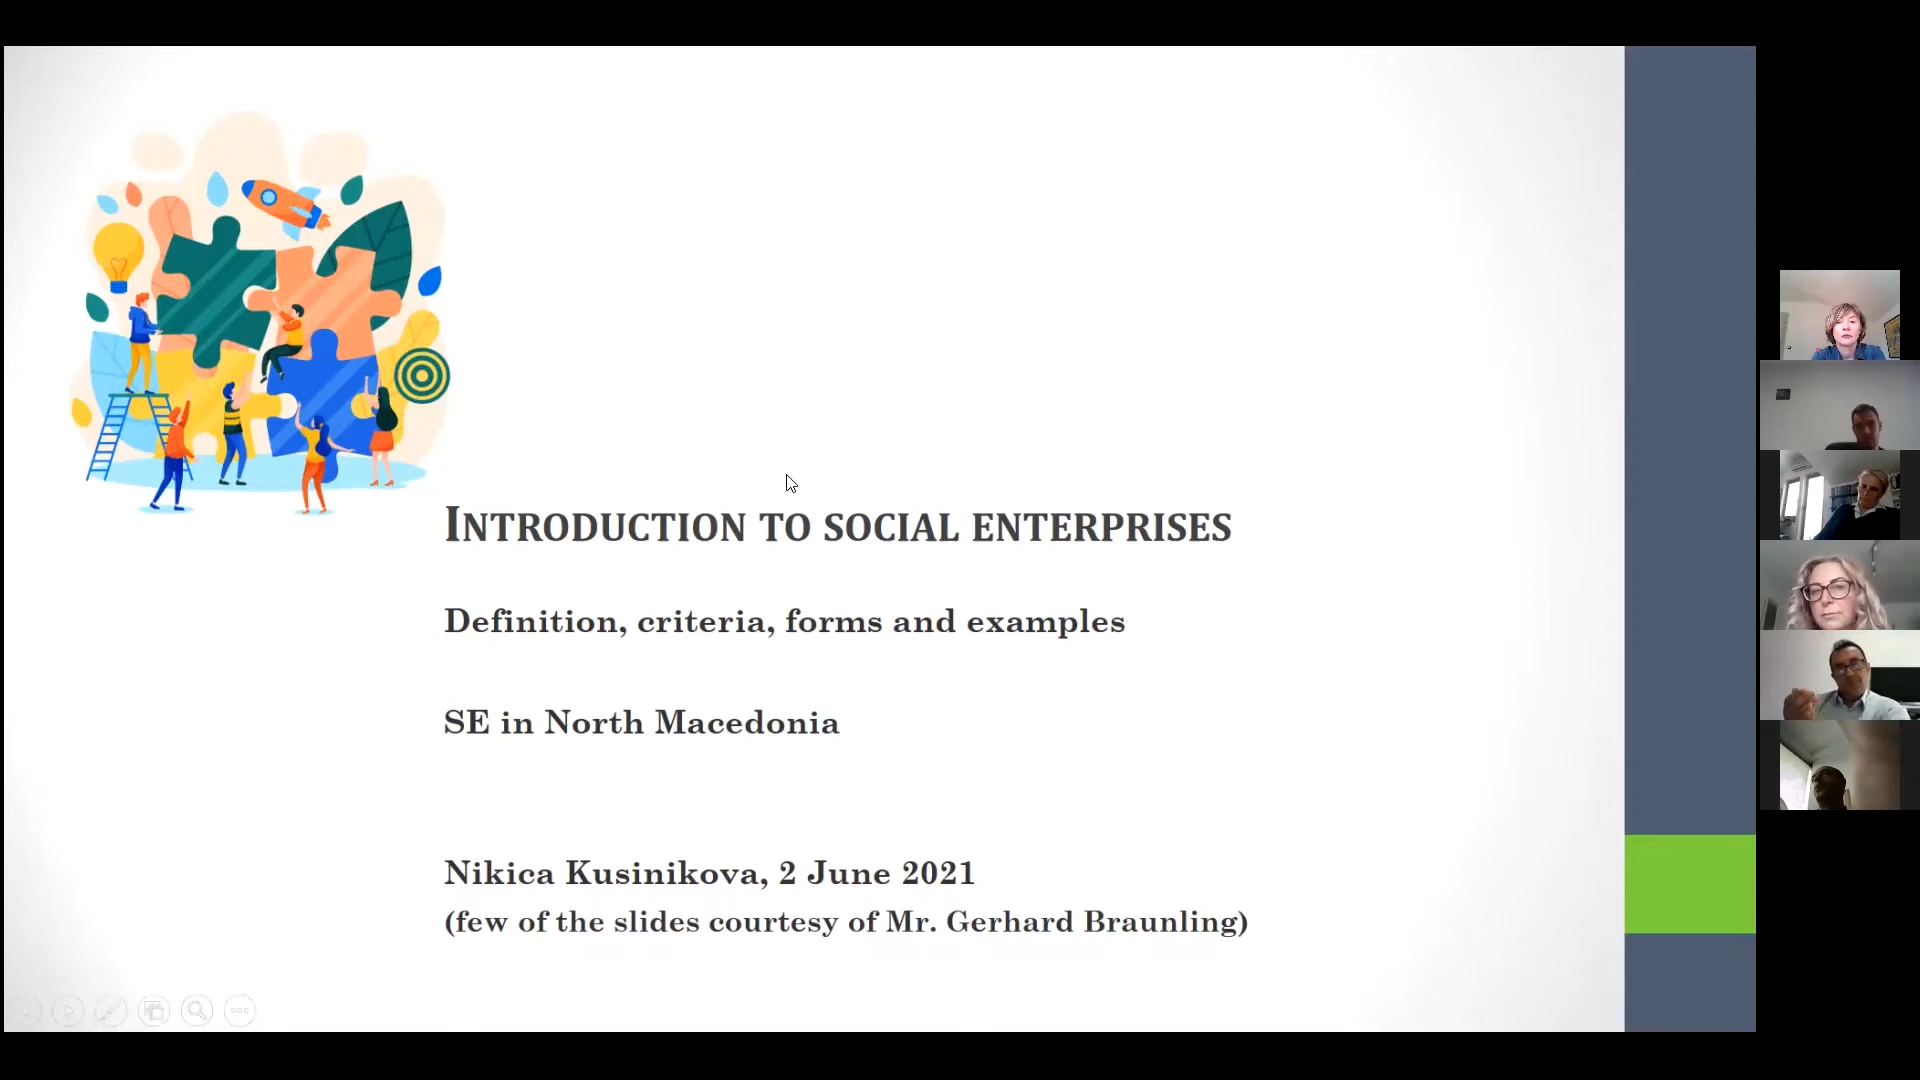 INTRODUCTION TO SOCIAL ENTERPRISES
Definition, criteria, forms and examples
SE in North Macedonia
Nikica Kusinikova, 2 June 2021
(few of the slides courtesy of Mr. Gerhard Braunling)